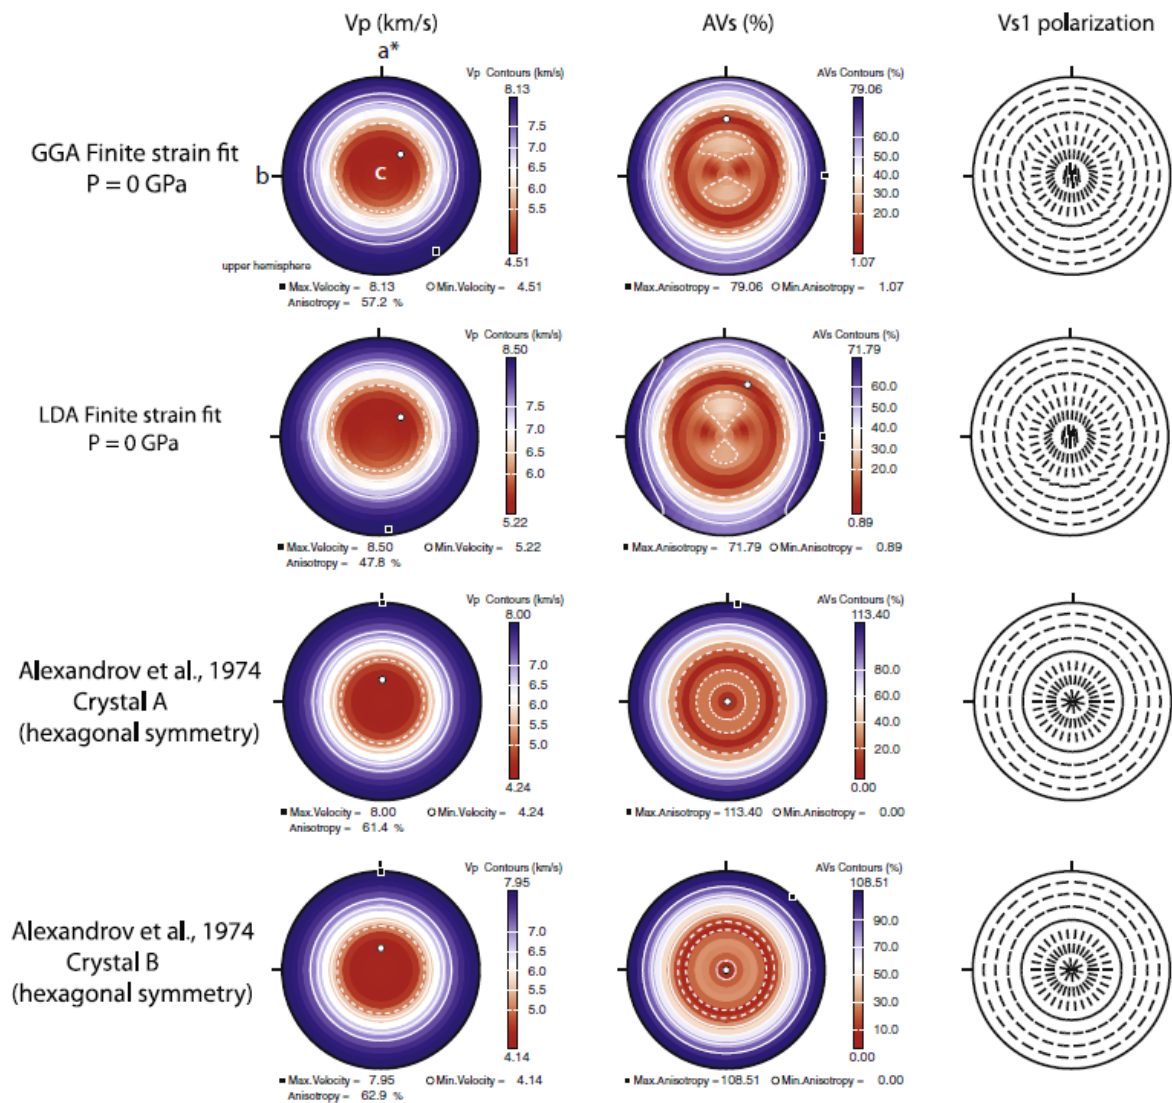 Vp (km/s)
AVs (%)
Vs1 polarization
a*
b
c
GGA Finite strain fit
P = 0 GPa
Vp Contours (km/s)
8.13
7.5
7.0
6.5
6.0
5.5
4.51
upper hemisphere
Max.Velocity = 8.13 Min.Velocity = 4.51
Anisotropy = 57.2 %
AVs Contours (%)
79.06
60.0
50.0
40.0
30.0
20.0
1.07
Max.Anisotropy = 79.06 Min.Anisotropy = 1.07
LDA Finite strain fit
P = 0 GPa
Vp Contours (km/s)
8.50
7.5
7.0
6.5
6.0
5.22
Max.Velocity = 8.50 Min.Velocity = 5.22
Anisotropy = 47.8 %
AVs Contours (%)
71.79
60.0
50.0
40.0
30.0
20.0
0.89
Max.Anisotropy = 71.79 Min.Anisotropy = 0.89
Alexandrov et al., 1974
Crystal A
(hexagonal symmetry)
Vp Contours (km/s)
8.00
7.0
6.5
6.0
5.5
5.0
4.24
Max.Velocity = 8.00 Min.Velocity = 4.24
Anisotropy = 61.4 %
AVs Contours (%)
113.40
80.0
60.0
40.0
20.0
0.00
Max.Anisotropy = 113.40 Min.Anisotropy = 0.00
Alexandrov et al., 1974
Crystal B
(hexagonal symmetry)
Vp Contours (km/s)
7.95
7.0
6.5
6.0
5.5
5.0
4.14
Max.Velocity = 7.95 Min.Velocity = 4.14
Anisotropy = 62.9 %
AVs Contours (%)
108.51
90.0
70.0
50.0
30.0
10.0
0.00
Max.Anisotropy = 108.51 Min.Anisotropy = 0.00